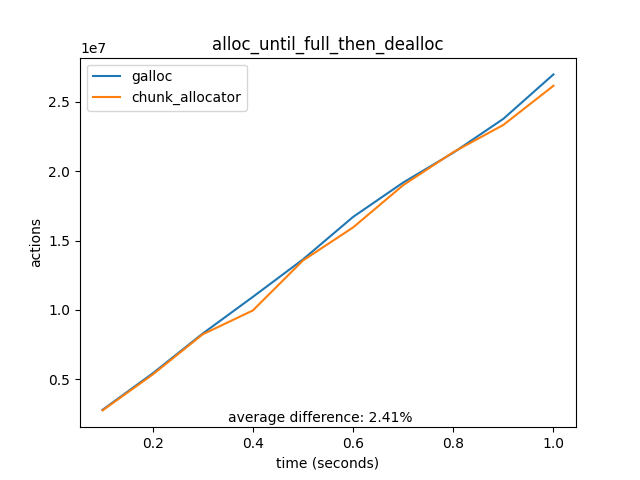 alloc_until_full_then_dealloc
1e7
galloc
chunk_allocator
2.5
2.0
1.5
1.0
0.5
actions
average difference: 2.41%
0.2 0.4 0.6 0.8 1.0
time (seconds)